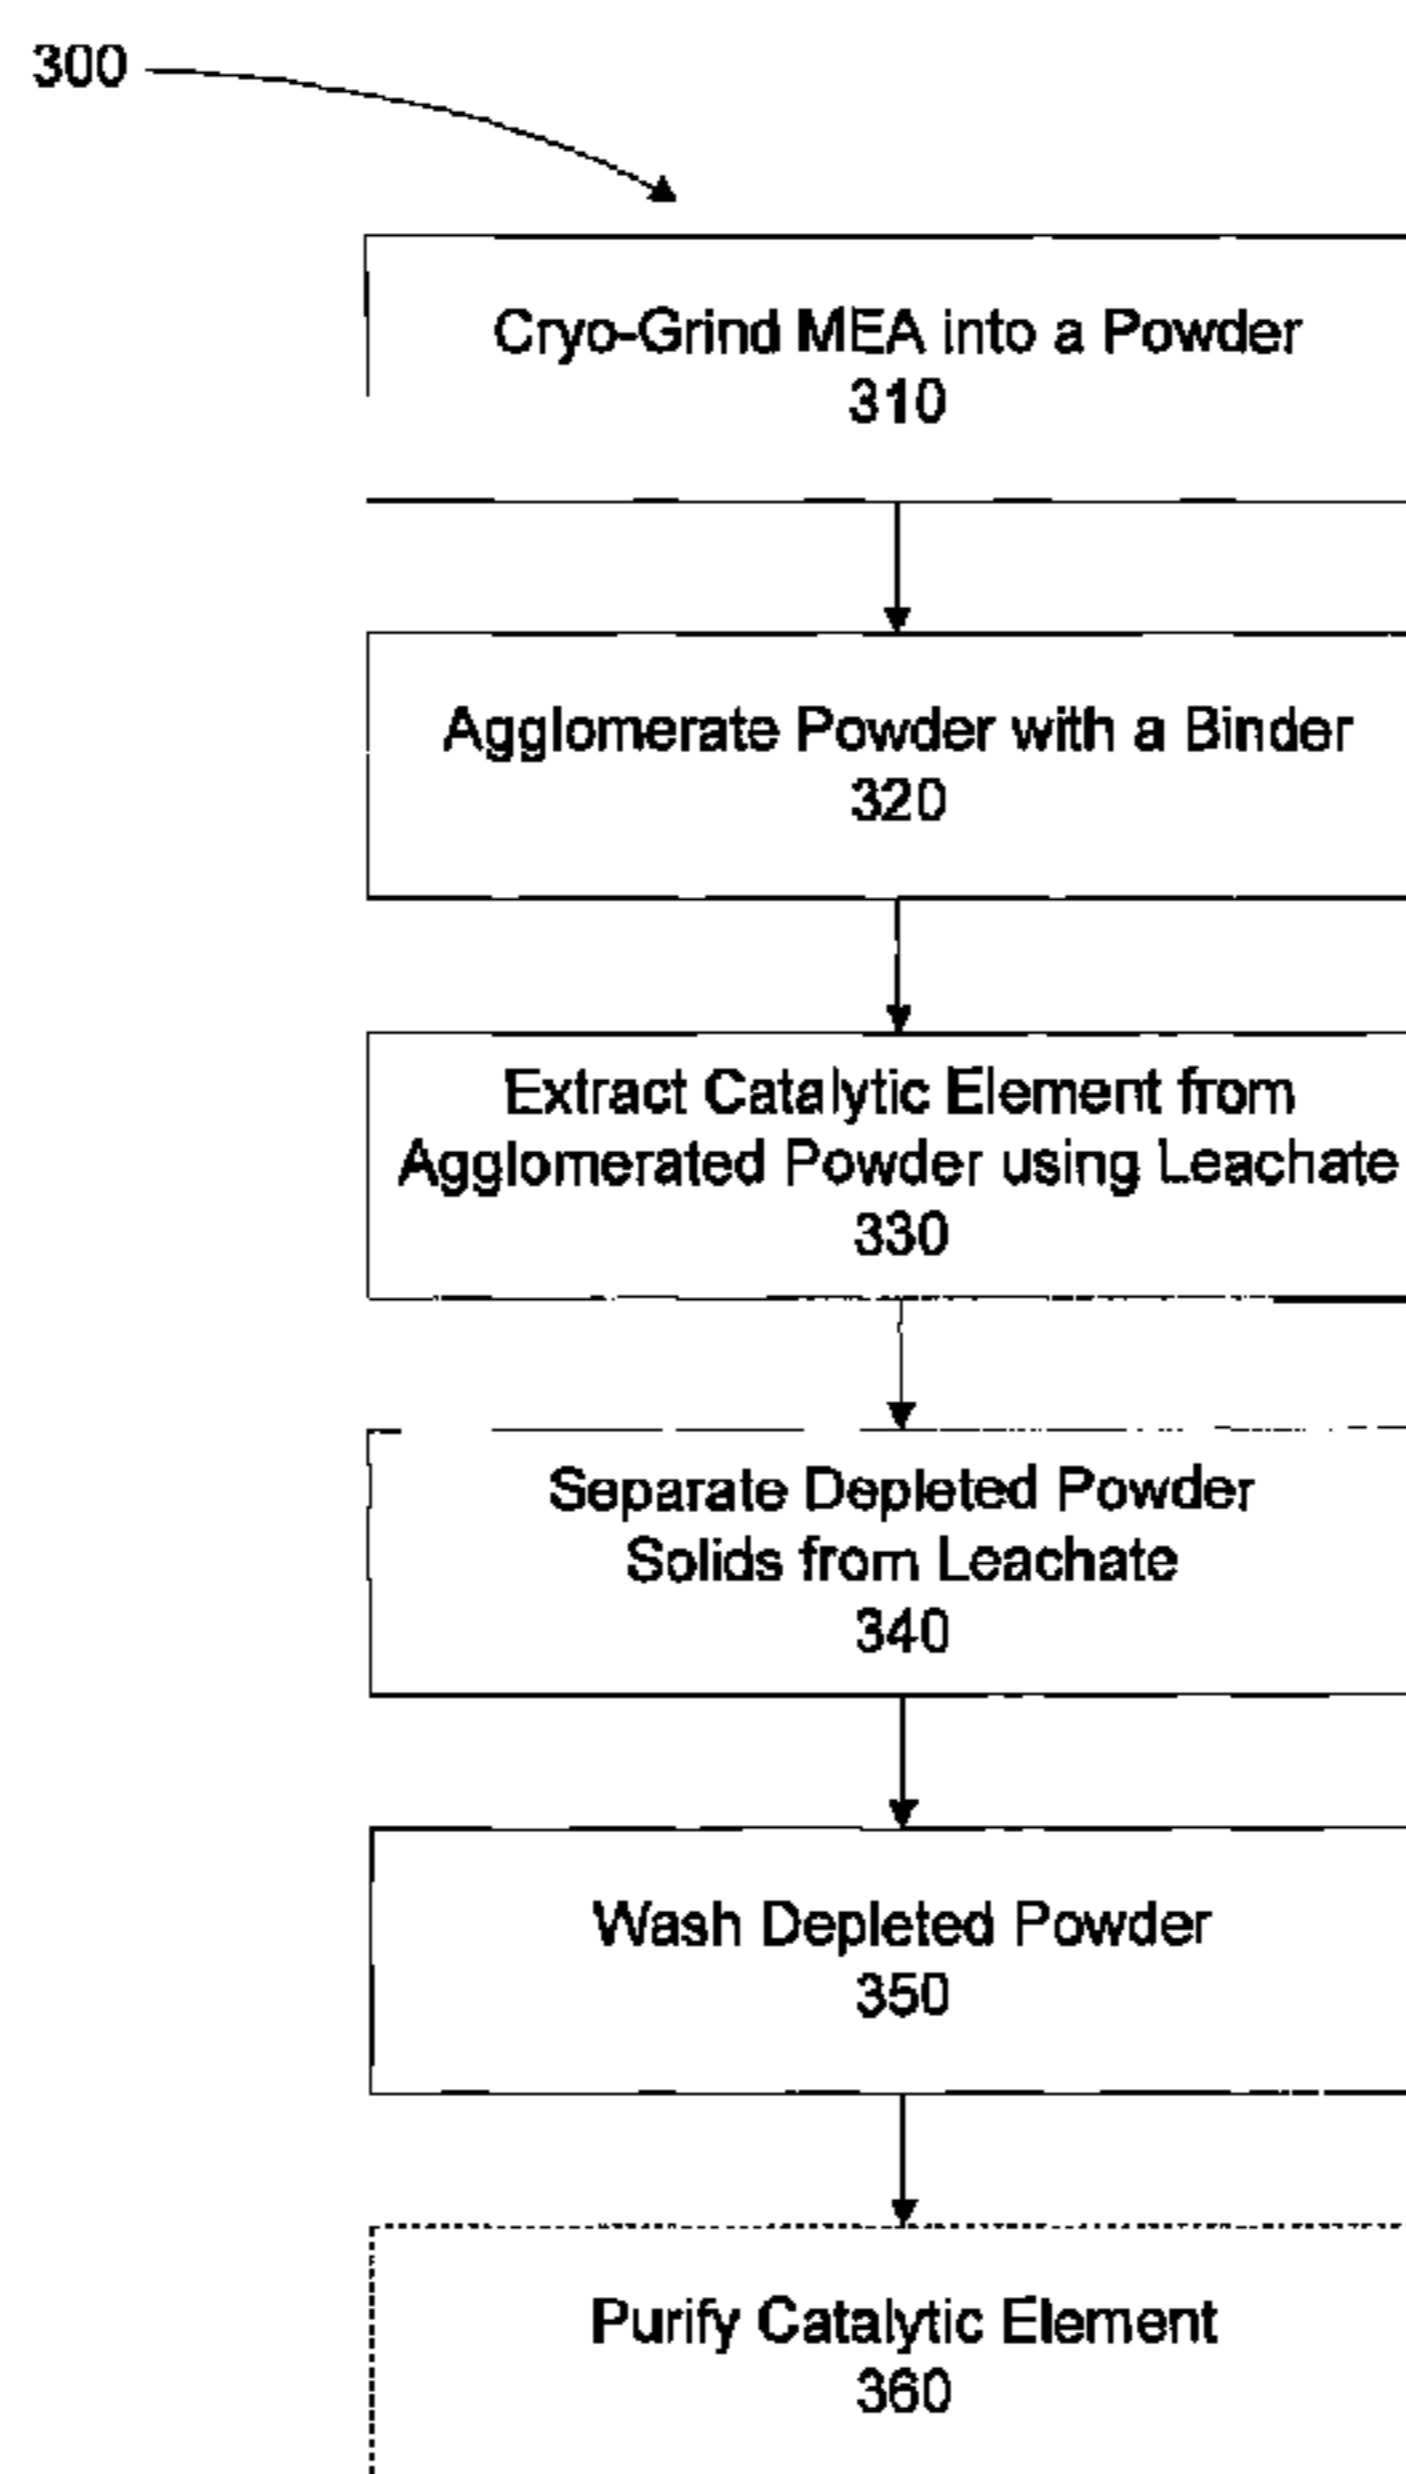 300
Cryo-Grind MEA into a Powder
310
Agglomerate Powder with a Binder
320
Extract Catalytic Element from
Agglomerated Powder using Leachate
330
Separate Depleted Powder
Solids from Leachate
340
Wash Depleted Powder
350
Purify Catalytic Element
360